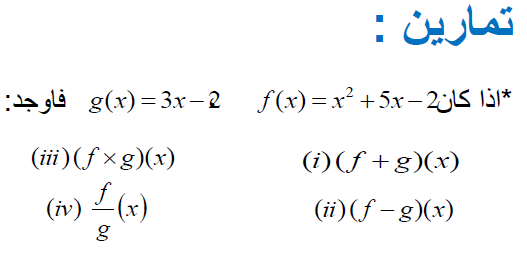 تمارين :
*اذا كان f(x) = x² + 5x − 2 ، g(x) = 3x − 2 فاوجد:
(i) (f + g)(x)
(iii) (f × g)(x)
(ii) (f − g)(x)
(iv) f/g (x)